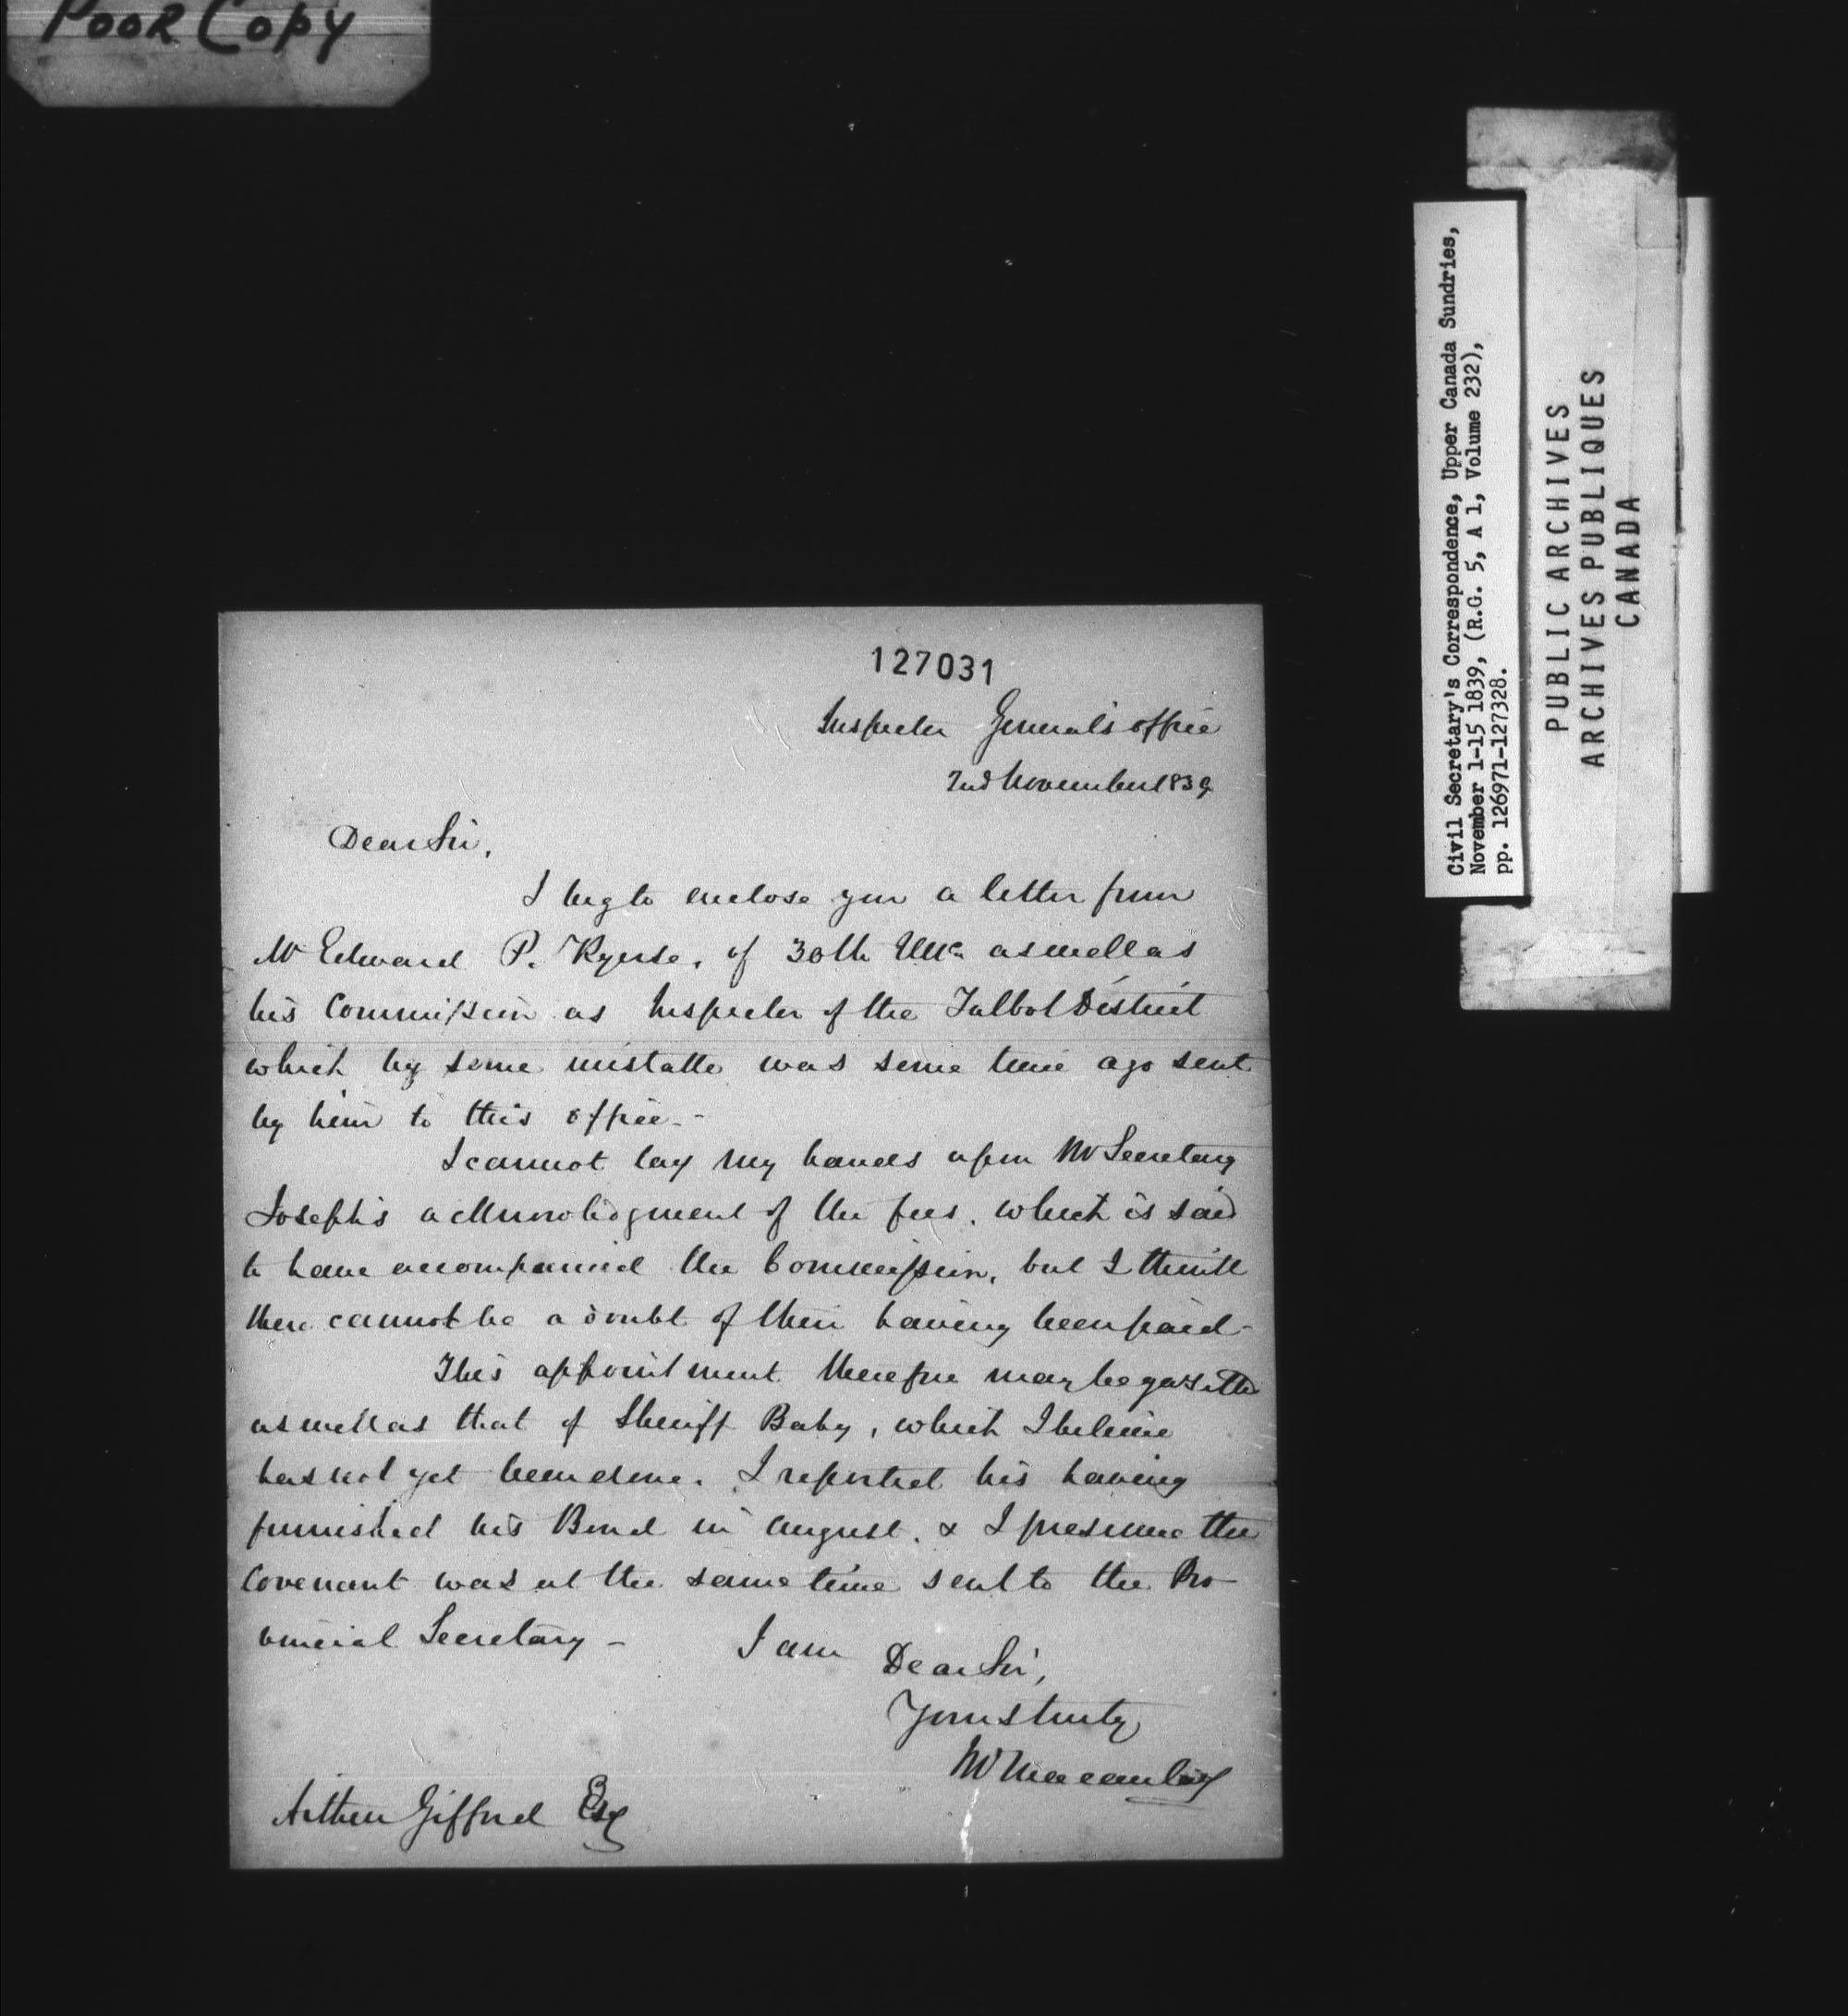 POOR COPY
Civil Secretary's Correspondence, Upper Canada Sundries,
November 1-15 1839, (R.G. 5, A 1, Volume 232),
pp. 126971-127328.
PUBLIC ARCHIVES
ARCHIVES PUBLIQUES
CANADA
127031
Inspector General's office
2nd November 1839
Dear Sir,
I beg to enclose you a letter from
Mr Edward P. Ryerse, of 30th as well as
his Commission as Inspector of the Talbot District
which by some mistake was some time ago sent
by him to this office -
I cannot lay my hands upon Mr Secretary
Joseph's acknowledgment of the fees, which is said
to have accompanied the Commission, but I think
there cannot be a doubt of their having been paid -
This appointment therefore may be gazetted
as well as that of Sheriff Baby, which I believe
has not yet been done. I reported his having
furnished his Bond in August, & I presume the
Covenant was at the same time sent to the Pro-
vincial Secretary - I am
Dear Sir,
Yours truly
Macaulay
Arthur Gifford Esq